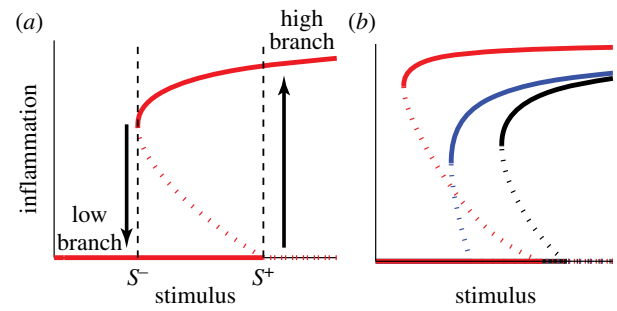 (a)
(b)
high
branch
inflammation
low
branch
S−
S+
stimulus
stimulus